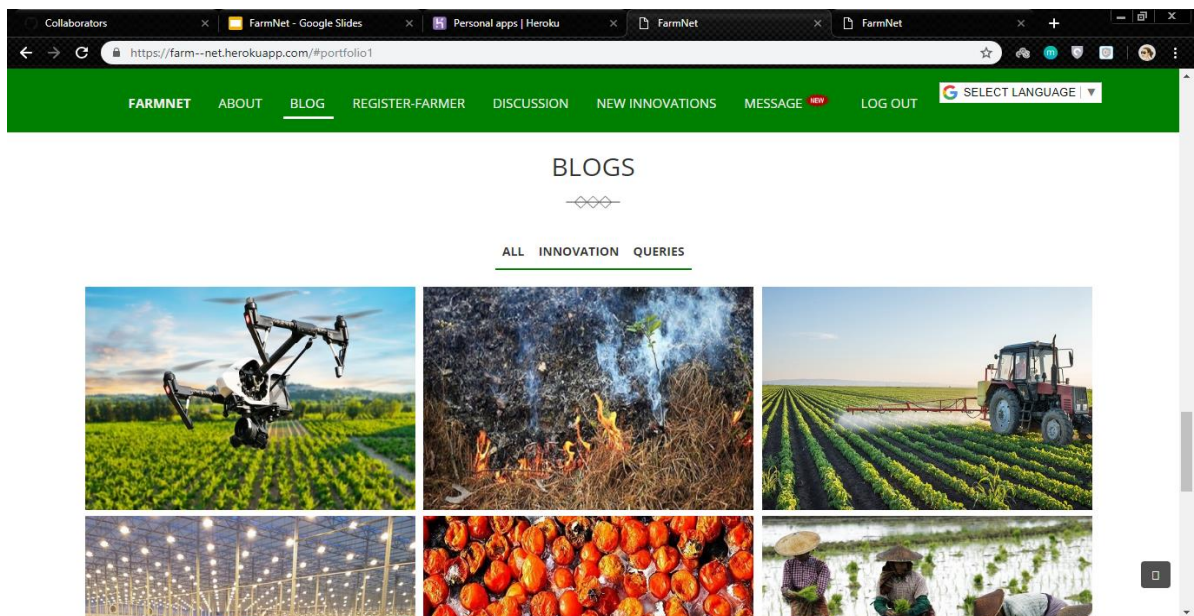 Collaborators FarmNet - Google Slides Personal apps | Heroku FarmNet FarmNet
https://farm--net.herokuapp.com/#portfolio1
FARMNET ABOUT BLOG REGISTER-FARMER DISCUSSION NEW INNOVATIONS MESSAGE NEW LOG OUT G SELECT LANGUAGE ▼
BLOGS
ALL INNOVATION QUERIES